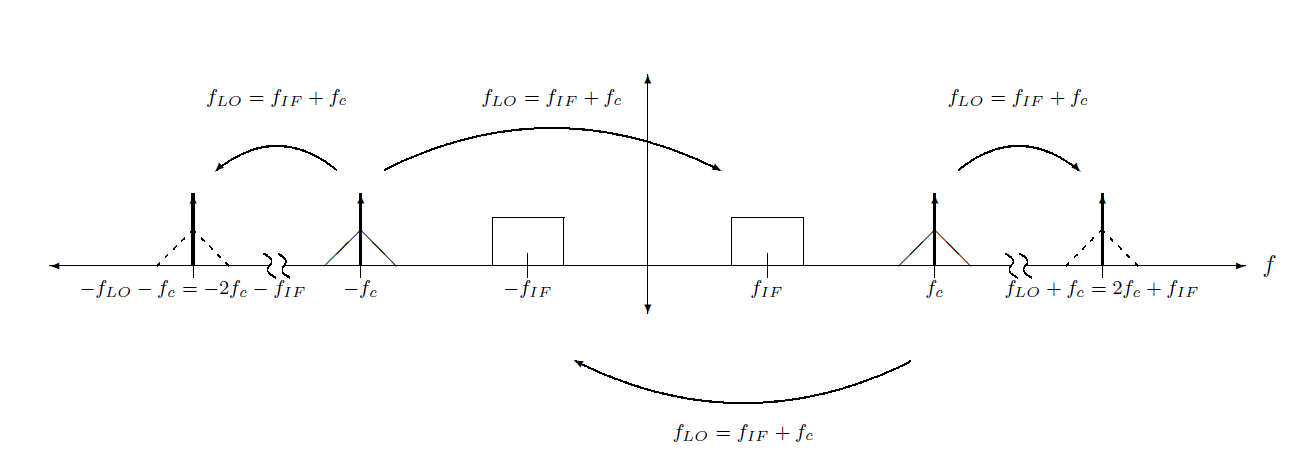 f_{LO} = f_{IF} + f_c
f_{LO} = f_{IF} + f_c
f_{LO} = f_{IF} + f_c
-f_{LO} - f_c = -2f_c - f_{IF}
-f_c
-f_{IF}
f_{IF}
f_c
f_{LO} + f_c = 2f_c + f_{IF}
f
f_{LO} = f_{IF} + f_c